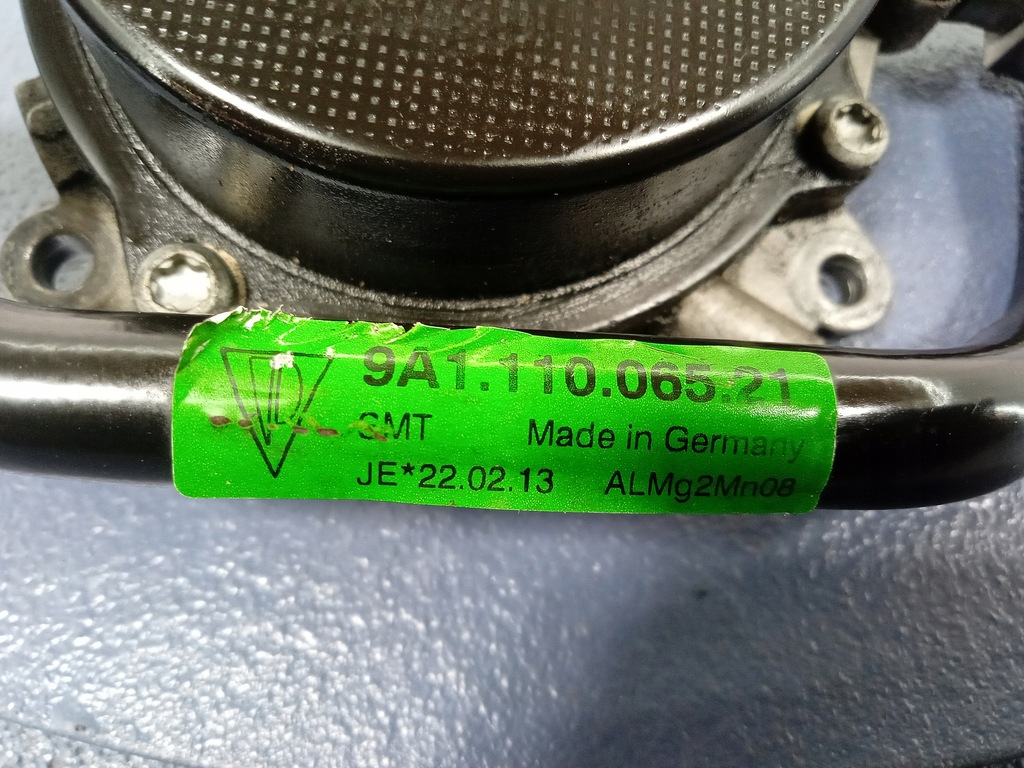 9A1.110.065.21
SMT
Made in Germany
JE*22.02.13
ALMg2Mn08